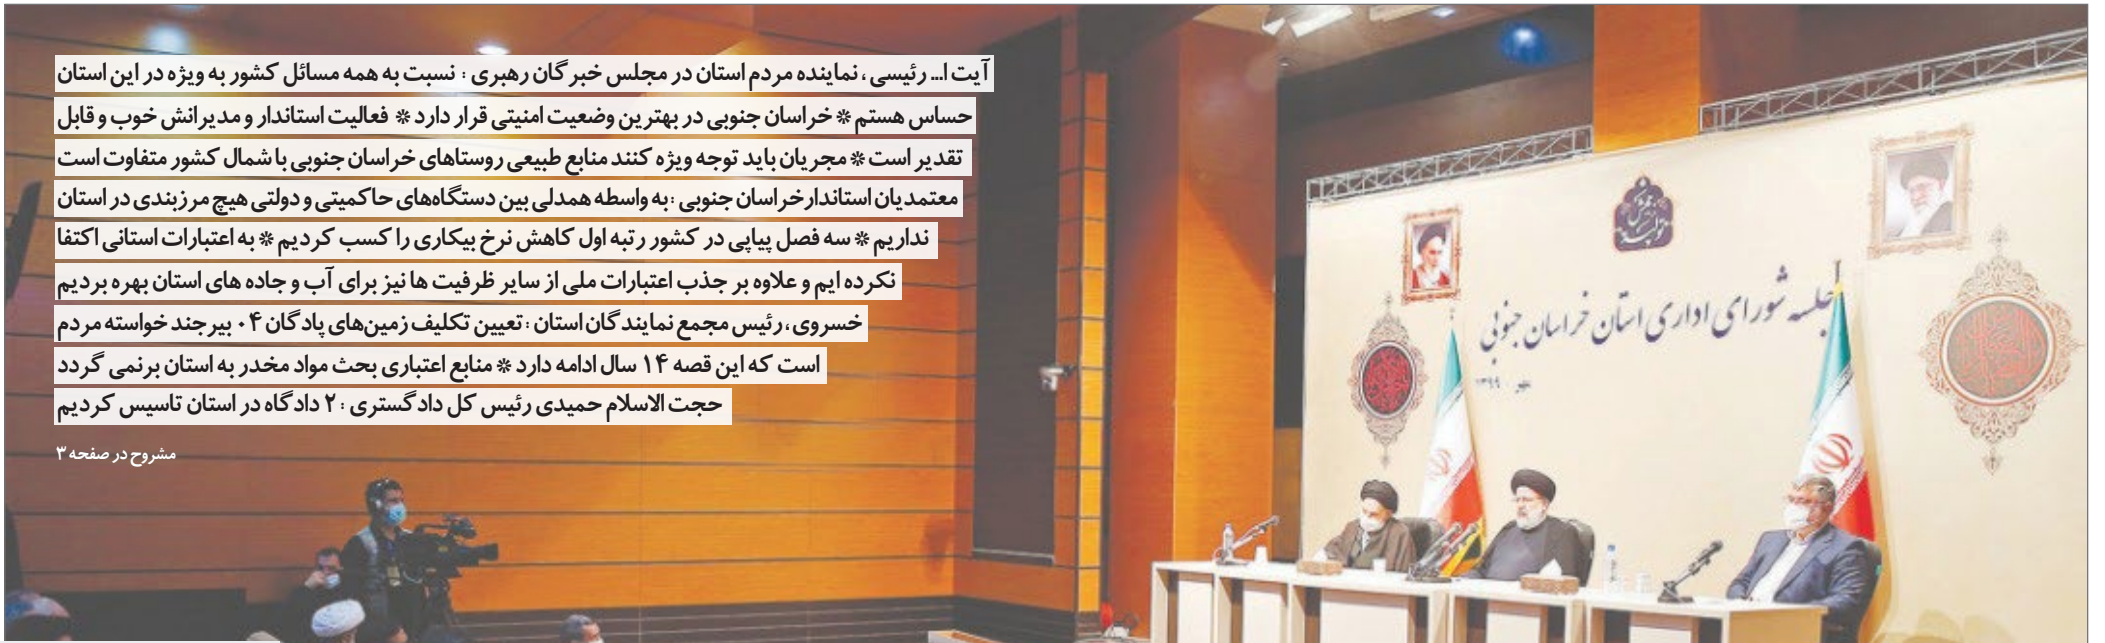 آیت ا... رئیسی ، نماینده مردم استان در مجلس خبرگان رهبری : نسبت به همه مسائل کشور به ویژه در این استان
حساس هستم * خراسان جنوبی در بهترین وضعیت امنیتی قرار دارد * فعالیت استاندار و مدیرانش خوب و قابل
تقدیر است * مجریان باید توجه ویژه کنند منابع طبیعی روستاهای خراسان جنوبی با شمال کشور متفاوت است
معتمدیان استاندارخراسان جنوبی :به واسطه همدلی بین دستگاه‌های حاکمیتی و دولتی هیچ مرزبندی در استان
نداریم * سه فصل پیاپی در کشور رتبه اول کاهش نرخ بیکاری را کسب کردیم * به اعتبارات استانی اکتفا
نکرده ایم و علاوه بر جذب اعتبارات ملی از سایر ظرفیت ها نیز برای آب و جاده های استان بهره بردیم
خسروی، رئیس مجمع نمایندگان استان : تعیین تکلیف زمین‌های پادگان ۰۴ بیرجند خواسته مردم
است که این قصه ۱۴ سال ادامه دارد * منابع اعتباری بحث مواد مخدر به استان برنمی گردد
حجت الاسلام حمیدی رئیس کل دادگستری : ۲ دادگاه در استان تاسیس کردیم
مشروح در صفحه ۳
جهش تولید
جلسه شورای اداری استان خراسان جنوبی
مهر ۱۳۹۹